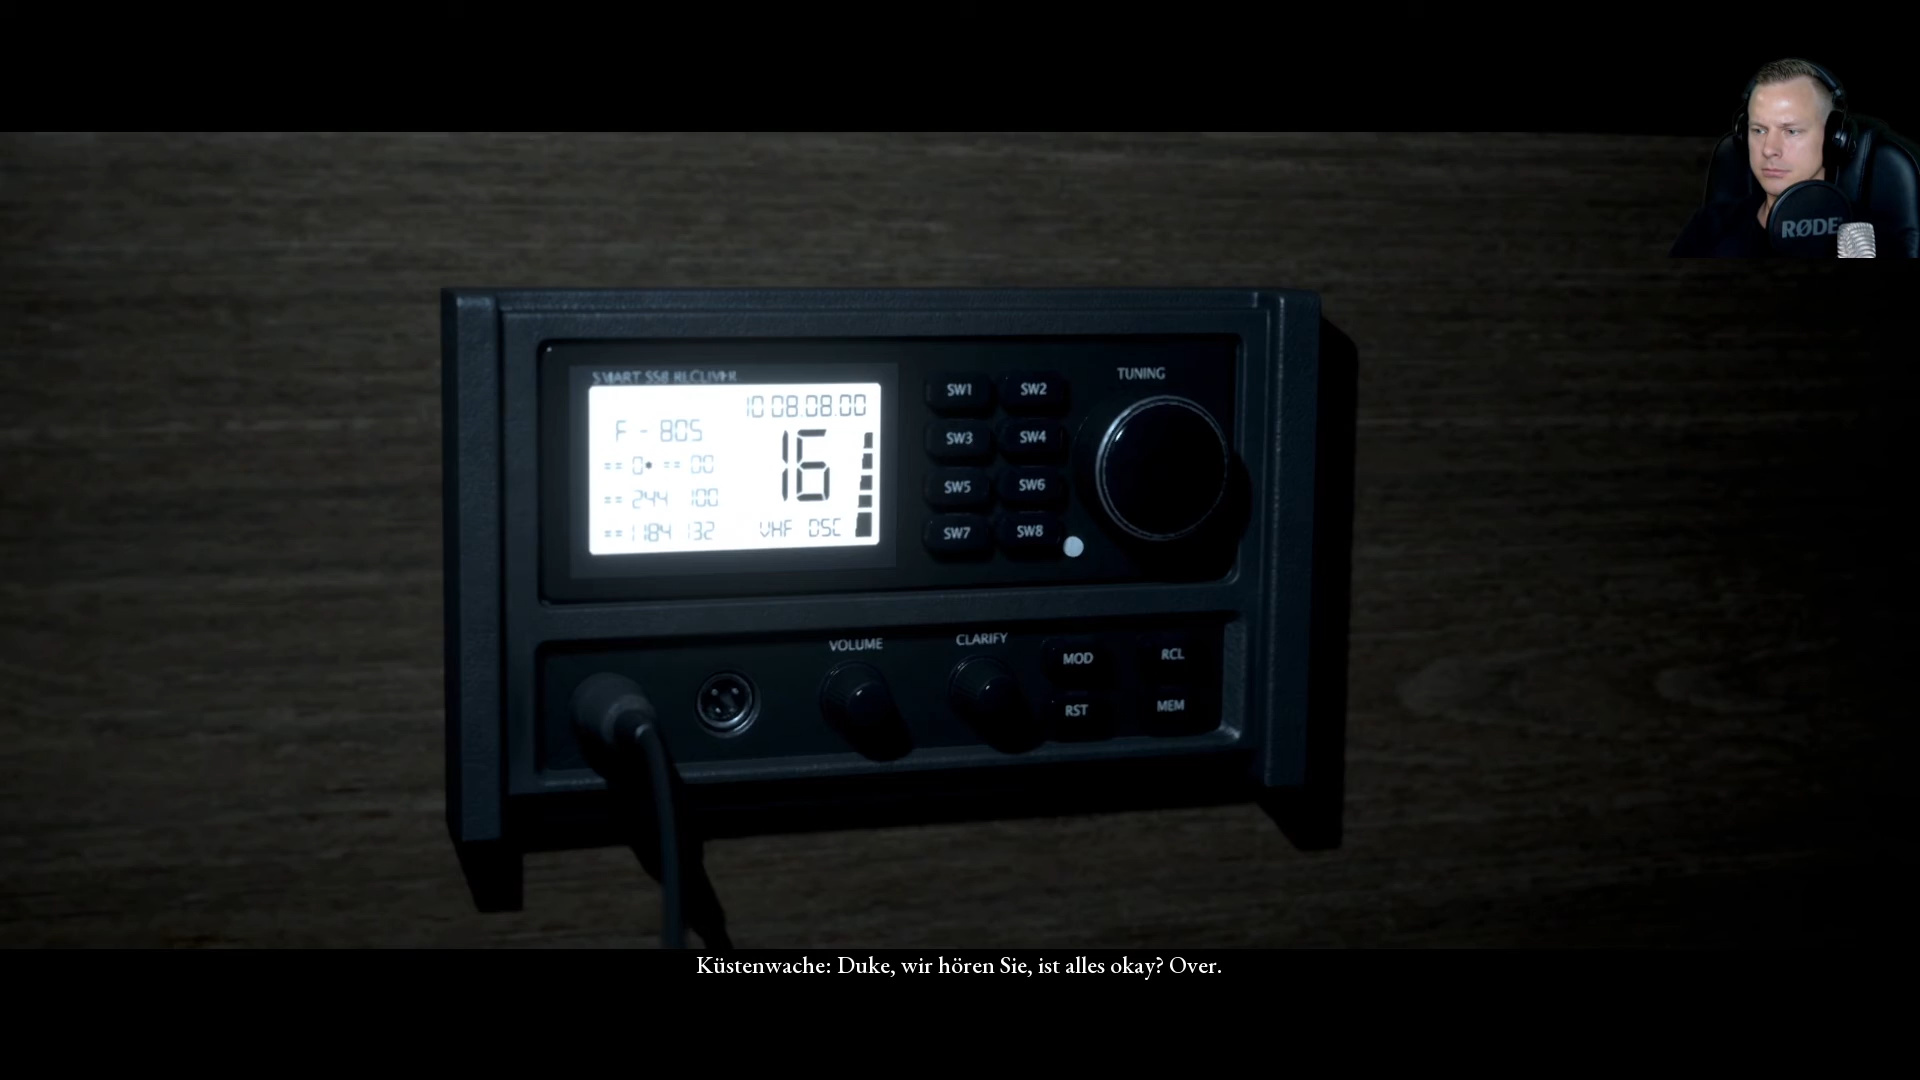 SMART SSB RECEIVER
10 08.08.00
F - 805
== 0• == 00
16
== 244 100
== 1184 132
VHF DSC
SW1 SW2
SW3 SW4
SW5 SW6
SW7 SW8
TUNING
VOLUME
CLARIFY
MOD
RCL
RST
MEM
RØDE
Küstenwache: Duke, wir hören Sie, ist alles okay? Over.